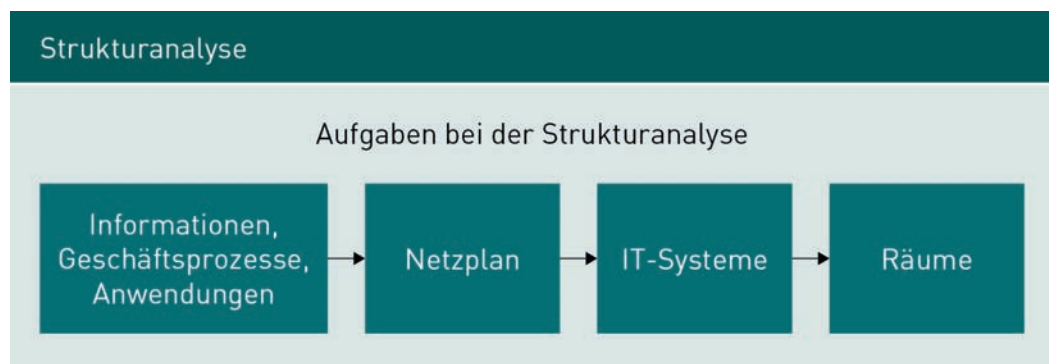 Strukturanalyse
Aufgaben bei der Strukturanalyse
Informationen,
Geschäftsprozesse,
Anwendungen
Netzplan
IT-Systeme
Räume